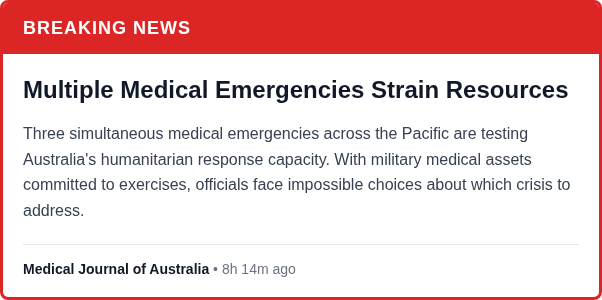 BREAKING NEWS
Multiple Medical Emergencies Strain Resources
Three simultaneous medical emergencies across the Pacific are testing
Australia's humanitarian response capacity. With military medical assets
committed to exercises, officials face impossible choices about which crisis to
address.
Medical Journal of Australia • 8h 14m ago